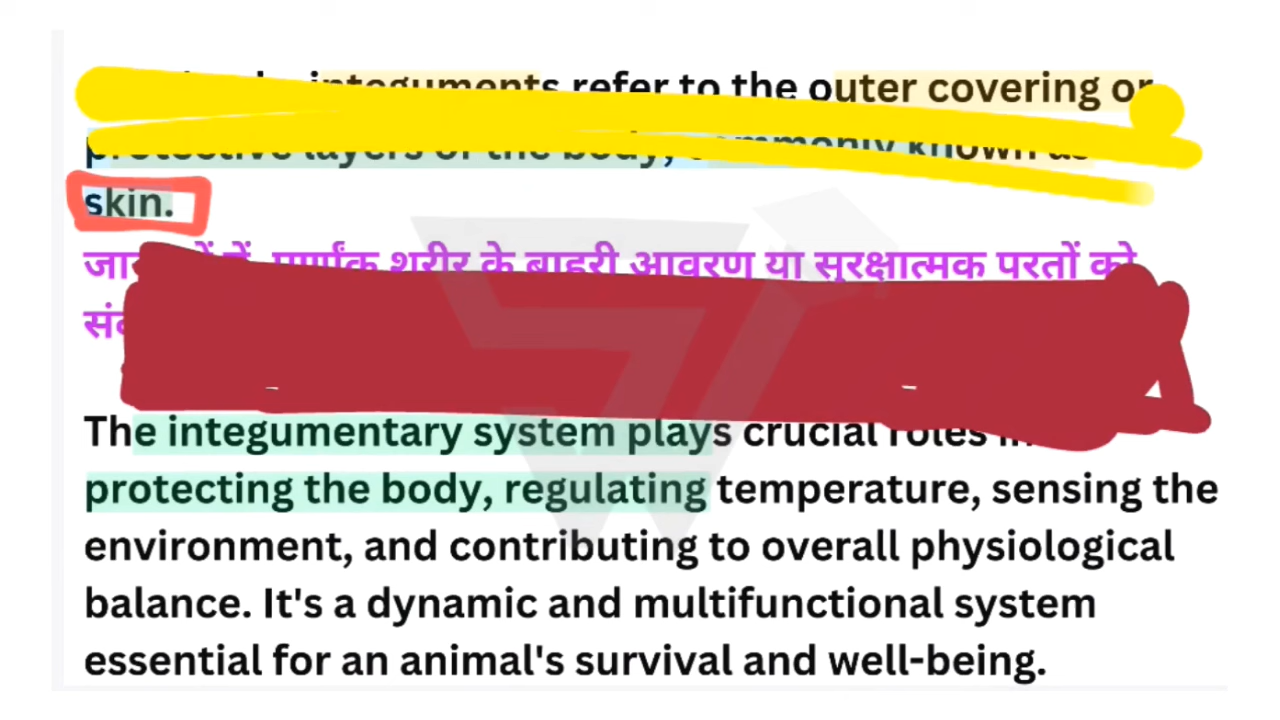 integuments refer to the outer covering or
protective layers of the body, commonly known as
skin.
शरीर के बाहरी आवरण या सुरक्षात्मक परतों को
The integumentary system plays crucial roles in
protecting the body, regulating temperature, sensing the
environment, and contributing to overall physiological
balance. It's a dynamic and multifunctional system
essential for an animal's survival and well-being.